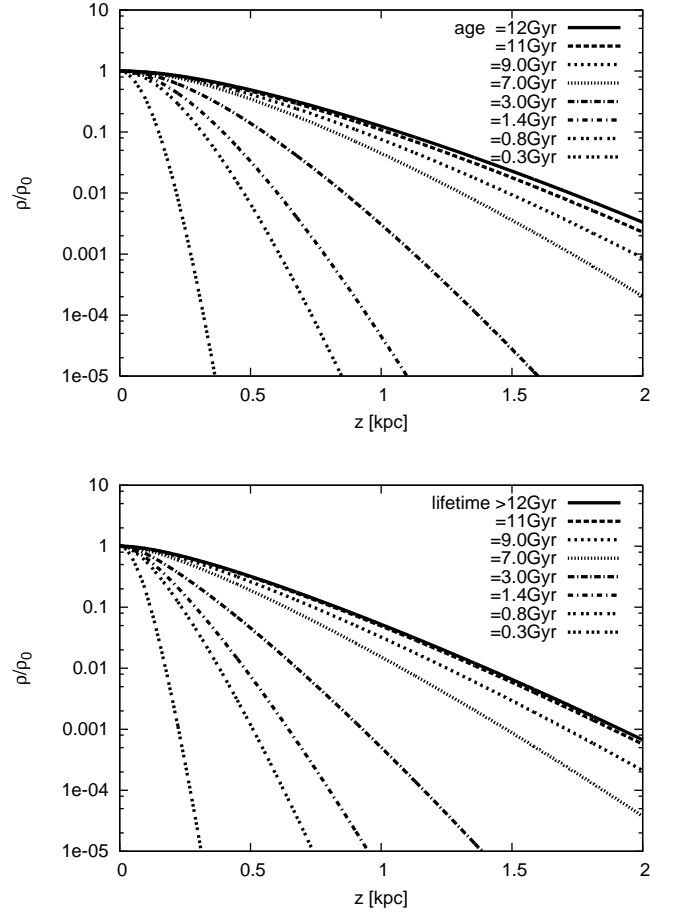 10
1
0.1
0.01
0.001
1e-04
1e-05
ρ/ρ0
0 0.5 1 1.5 2
z [kpc]
age =12Gyr
=11Gyr
=9.0Gyr
=7.0Gyr
=3.0Gyr
=1.4Gyr
=0.8Gyr
=0.3Gyr
10
1
0.1
0.01
0.001
1e-04
1e-05
ρ/ρ0
0 0.5 1 1.5 2
z [kpc]
lifetime >12Gyr
=11Gyr
=9.0Gyr
=7.0Gyr
=3.0Gyr
=1.4Gyr
=0.8Gyr
=0.3Gyr